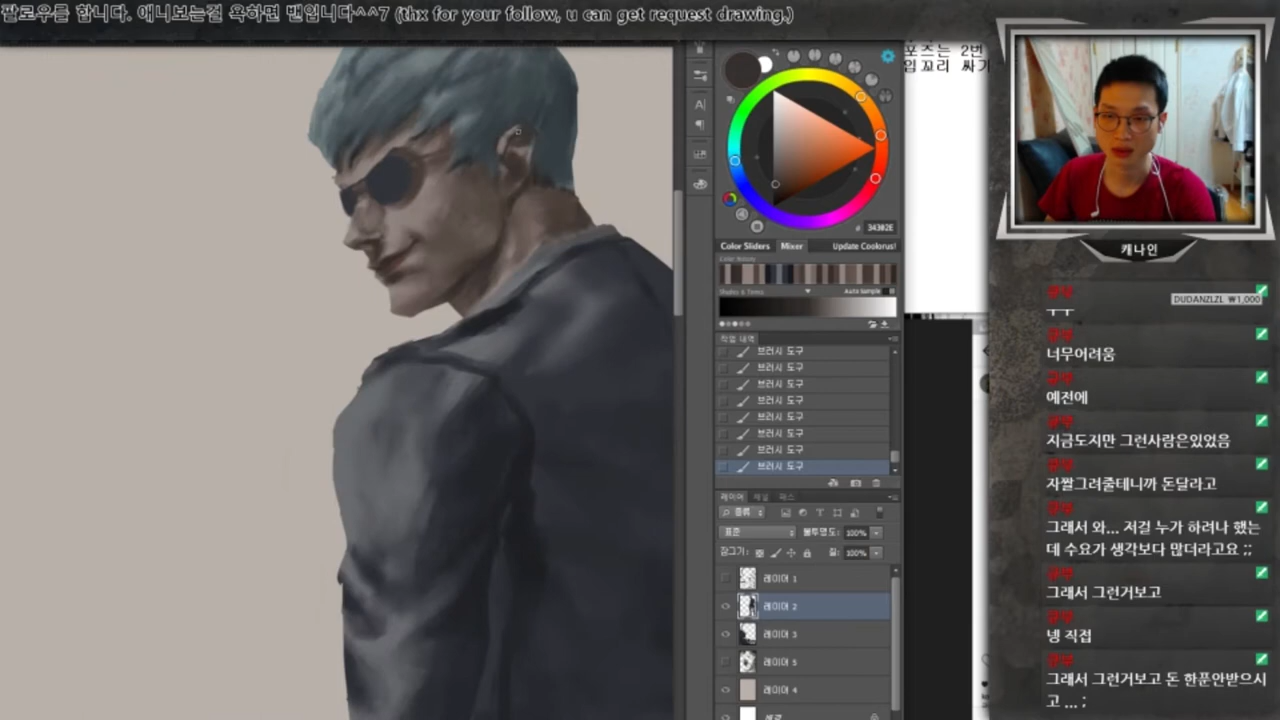 팔로우를 합니다. 애니보는걸 욕하면 밴입니다^^7 (thx for your follow, u can get request drawing.)
포즈는 2번
입꼬리 싸기
34302E
Color Sliders Mixer Update Coolorus!
Color History
Shades & Tones Auto Sample
작업 내역
브러시 도구
브러시 도구
브러시 도구
브러시 도구
브러시 도구
브러시 도구
브러시 도구
브러시 도구
레이어 채널 패스
종류
표준 불투명도: 100%
잠그기: 칠: 100%
레이어 1
레이어 2
레이어 3
레이어 5
레이어 4
캐나인
DUDANZLZL ₩1,000
ㅜㅜ
너무어려움
예전에
지금도지만 그런사람은있었음
자짤그려줄테니까 돈달라고
그래서 와... 저걸 누가 하려나 했는
데 수요가 생각보다 많더라고요 ;;
그래서 그런거보고
넹 직접
그래서 그런거보고 돈 한푼안받으시
고 ... ;